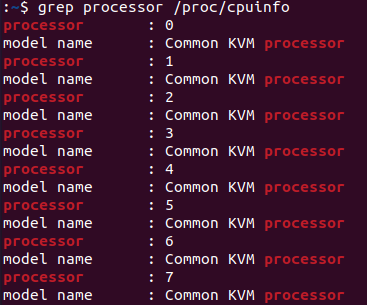 :~$ grep processor /proc/cpuinfo
processor : 0
model name : Common KVM processor
processor : 1
model name : Common KVM processor
processor : 2
model name : Common KVM processor
processor : 3
model name : Common KVM processor
processor : 4
model name : Common KVM processor
processor : 5
model name : Common KVM processor
processor : 6
model name : Common KVM processor
processor : 7
model name : Common KVM processor